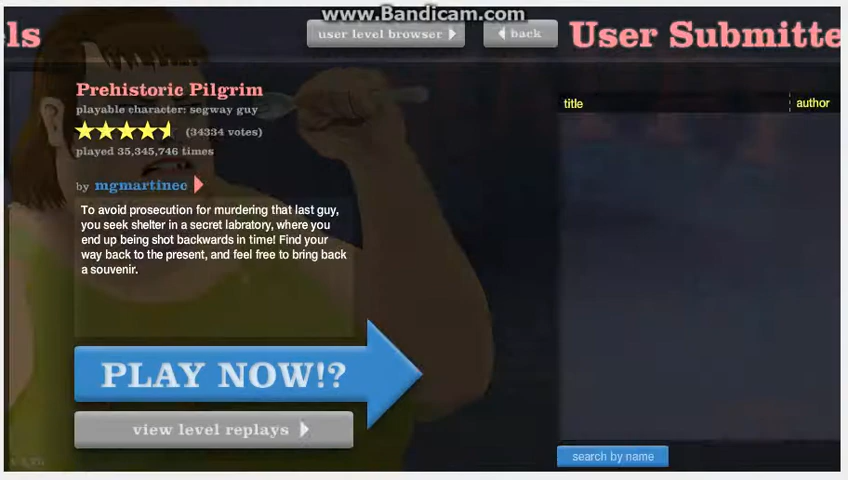 www.Bandicam.com
ls
user level browser
back
User Submitte
Prehistoric Pilgrim
playable character: segway guy
(34334 votes)
played 35,345,746 times
by mgmartinec
To avoid prosecution for murdering that last guy,
you seek shelter in a secret labratory, where you
end up being shot backwards in time! Find your
way back to the present, and feel free to bring back
a souvenir.
PLAY NOW!?
view level replays
title
author
search by name